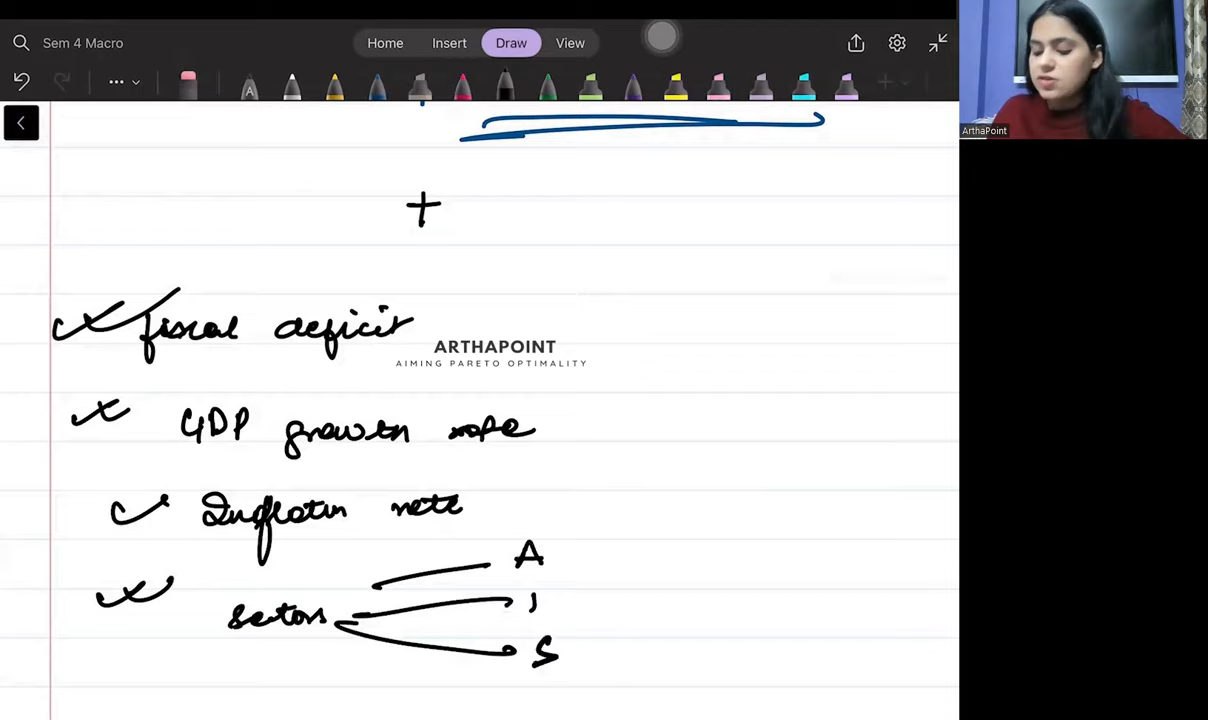 Sem 4 Macro
Home Insert Draw View
A
ArthaPoint
+
fiscal deficit
ARTHAPOINT
AIMING PARETO OPTIMALITY
GDP growth rate
Inflation rate
A
Sectors I
S